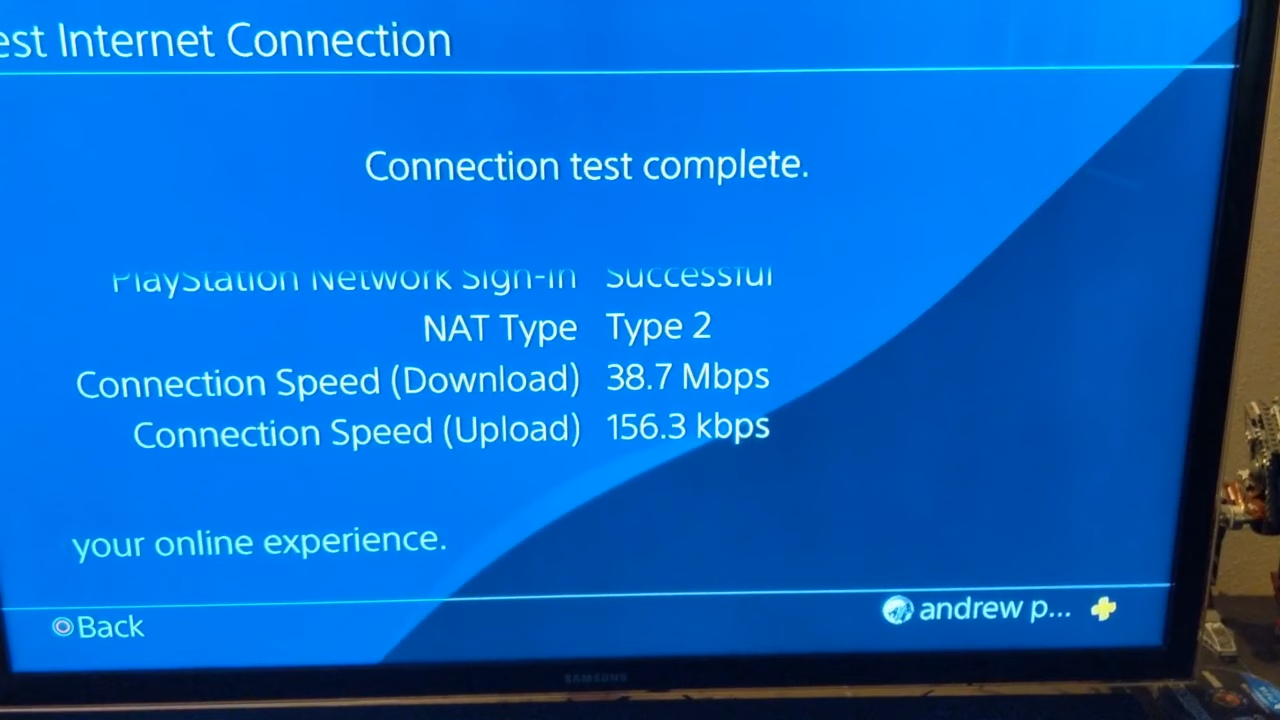 est Internet Connection
Connection test complete.
PlayStation Network Sign-In Successful
NAT Type Type 2
Connection Speed (Download) 38.7 Mbps
Connection Speed (Upload) 156.3 kbps
your online experience.
Back
andrew p...
SAMSUNG